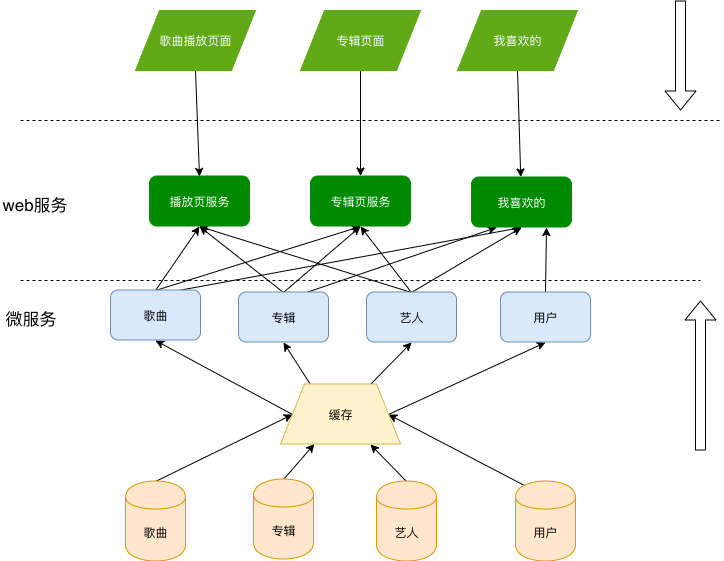 歌曲播放页面
专辑页面
我喜欢的
web服务
播放页服务
专辑页服务
我喜欢的
微服务
歌曲
专辑
艺人
用户
缓存
歌曲
专辑
艺人
用户